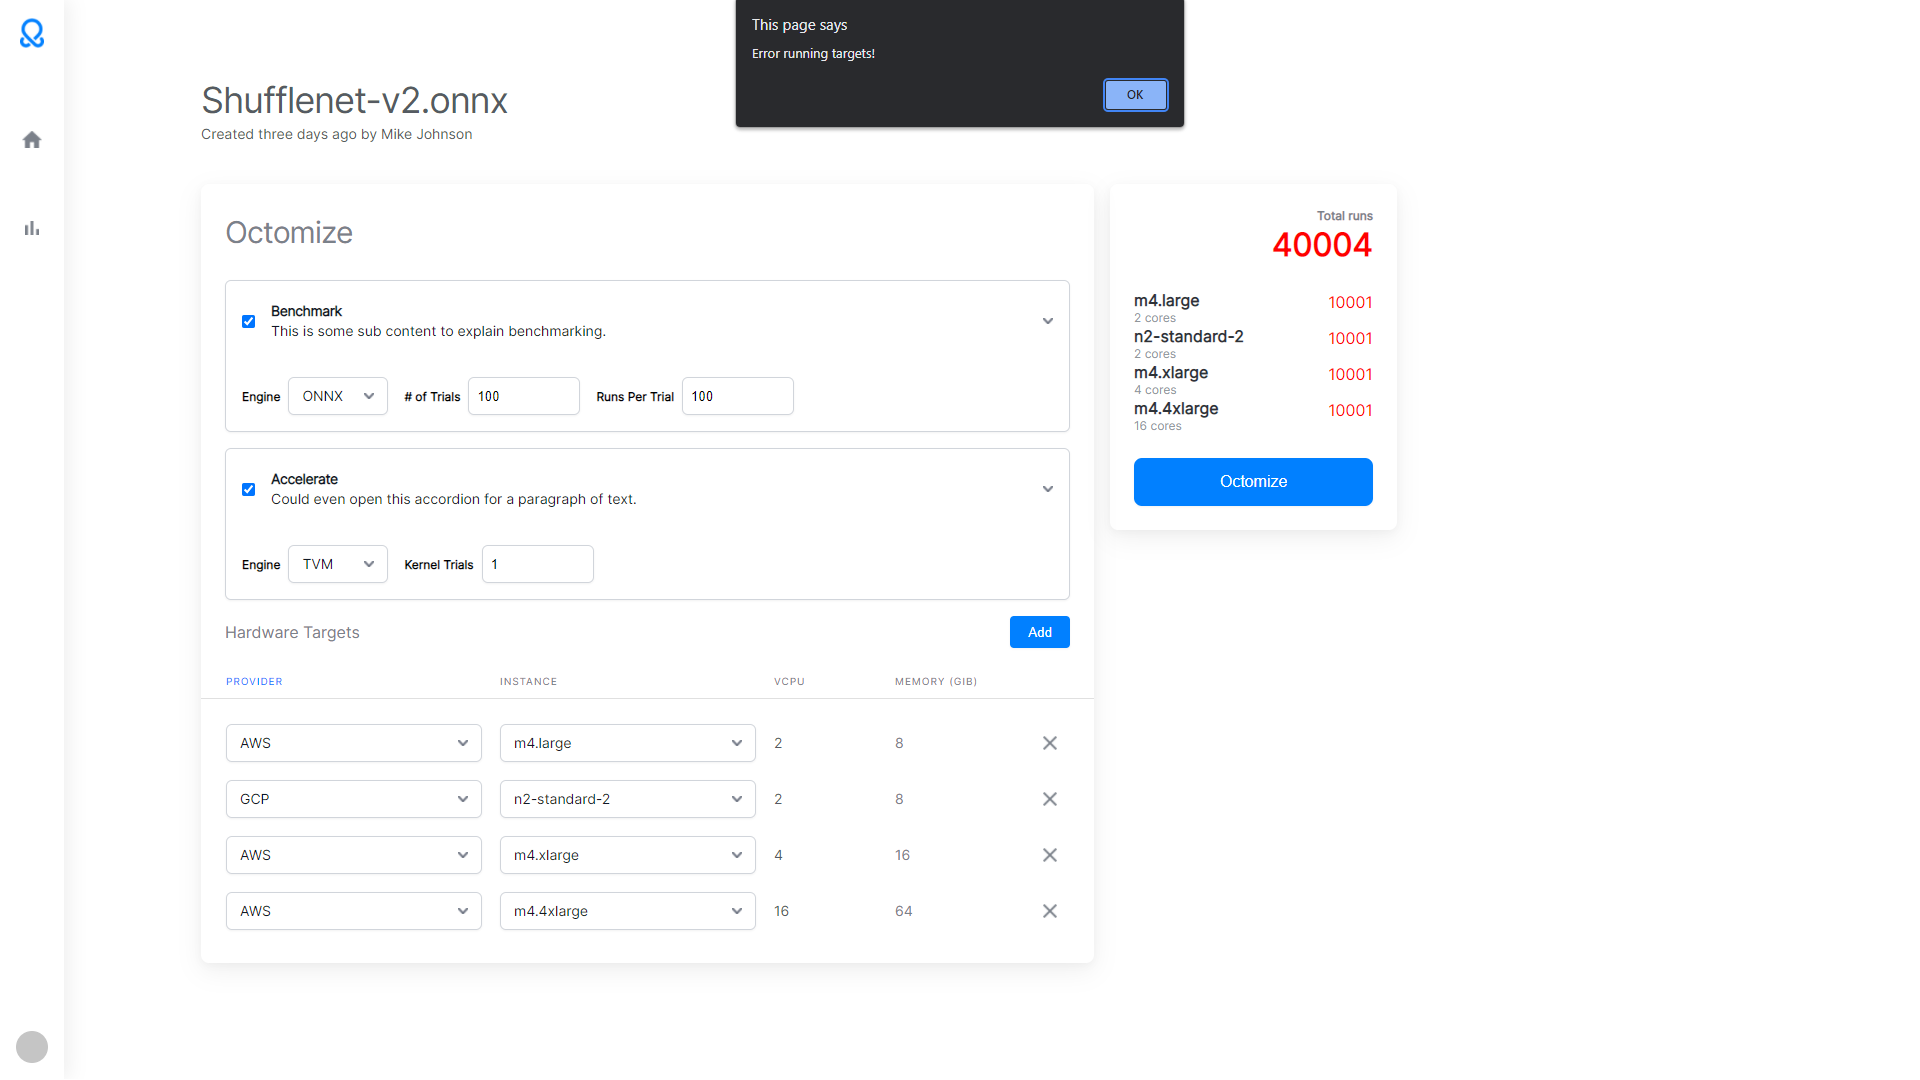 This page says
Error running targets!
OK
Shufflenet-v2.onnx
Created three days ago by Mike Johnson
Octomize
Benchmark
This is some sub content to explain benchmarking.
Engine ONNX # of Trials 100 Runs Per Trial 100
Accelerate
Could even open this accordion for a paragraph of text.
Engine TVM Kernel Trials 1
Hardware Targets Add
PROVIDER INSTANCE VCPU MEMORY (GIB)
AWS m4.large 2 8
GCP n2-standard-2 2 8
AWS m4.xlarge 4 16
AWS m4.4xlarge 16 64
Total runs
40004
m4.large 10001
2 cores
n2-standard-2 10001
2 cores
m4.xlarge 10001
4 cores
m4.4xlarge 10001
16 cores
Octomize